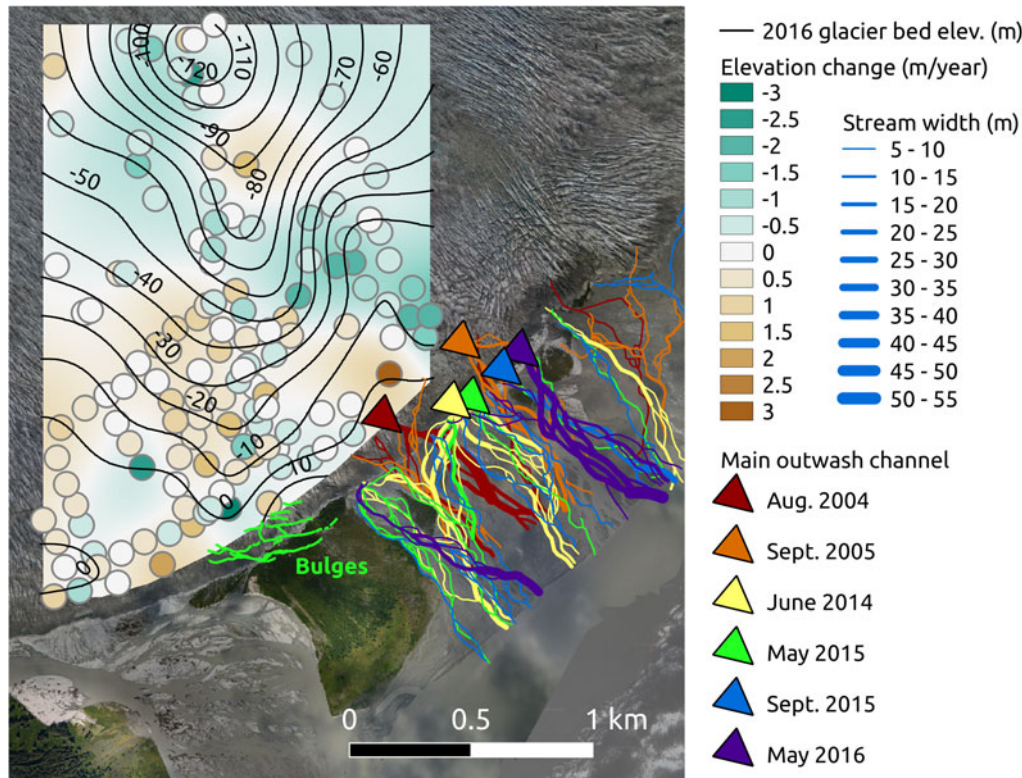 2016 glacier bed elev. (m)
Elevation change (m/year)
-3
-2.5
-2
-1.5
-1
-0.5
0
0.5
1
1.5
2
2.5
3
Stream width (m)
5 - 10
10 - 15
15 - 20
20 - 25
25 - 30
30 - 35
35 - 40
40 - 45
45 - 50
50 - 55
Main outwash channel
Aug. 2004
Sept. 2005
June 2014
May 2015
Sept. 2015
May 2016
-100
-110
-120
-70
-60
-90
-80
-50
-40
-30
-20
-10
10
0
0
Bulges
0 0.5 1 km